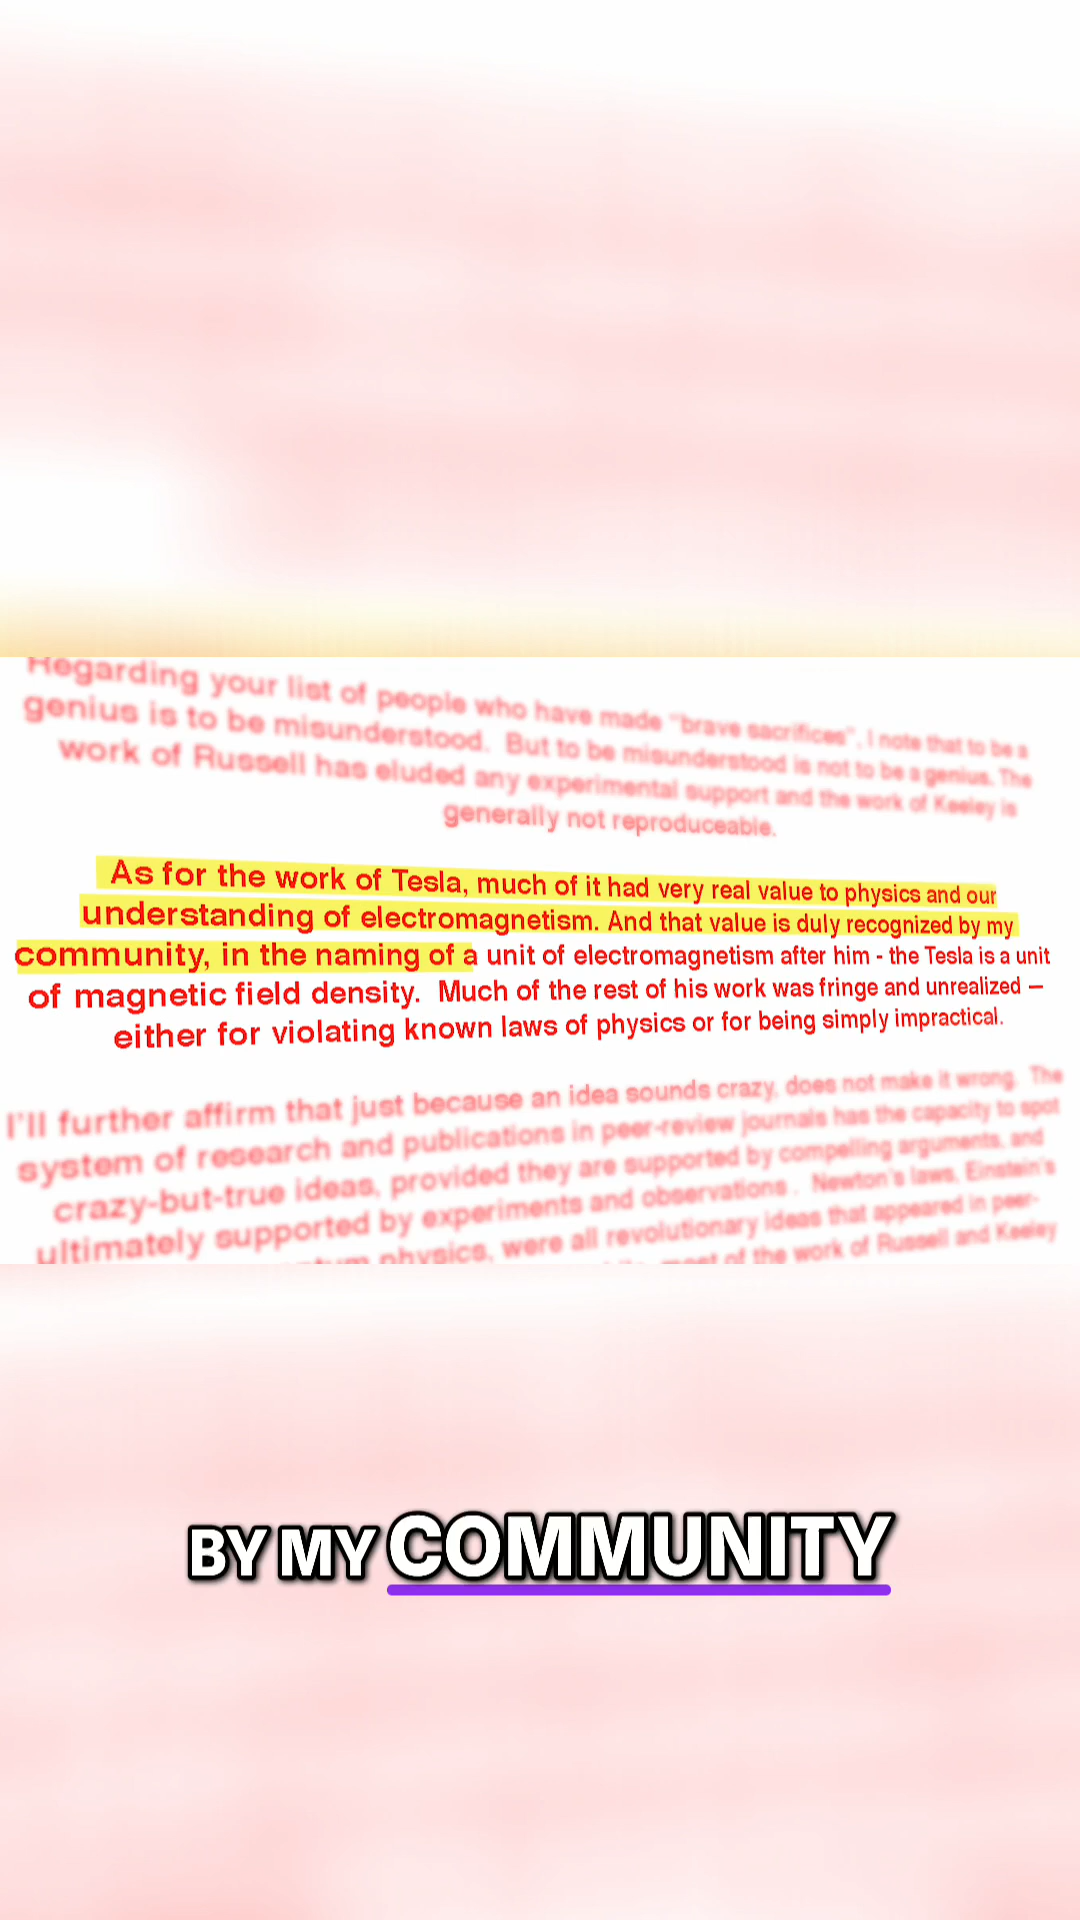 Regarding your list of people who have made "brave sacrifices", I note that to be a
genius is to be misunderstood. But to be misunderstood is not to be a genius. The
work of Russell has eluded any experimental support and the work of Keeley is
generally not reproduceable.
As for the work of Tesla, much of it had very real value to physics and our
understanding of electromagnetism. And that value is duly recognized by my
community, in the naming of a unit of electromagnetism after him - the Tesla is a unit
of magnetic field density. Much of the rest of his work was fringe and unrealized —
either for violating known laws of physics or for being simply impractical.
I'll further affirm that just because an idea sounds crazy, does not make it wrong. The
system of research and publications in peer-review journals has the capacity to spot
crazy-but-true ideas, provided they are supported by compelling arguments, and
ultimately supported by experiments and observations. Newton's laws, Einstein's
physics, were all revolutionary ideas that appeared in peer-
most of the work of Russell and Keeley
BY MY COMMUNITY